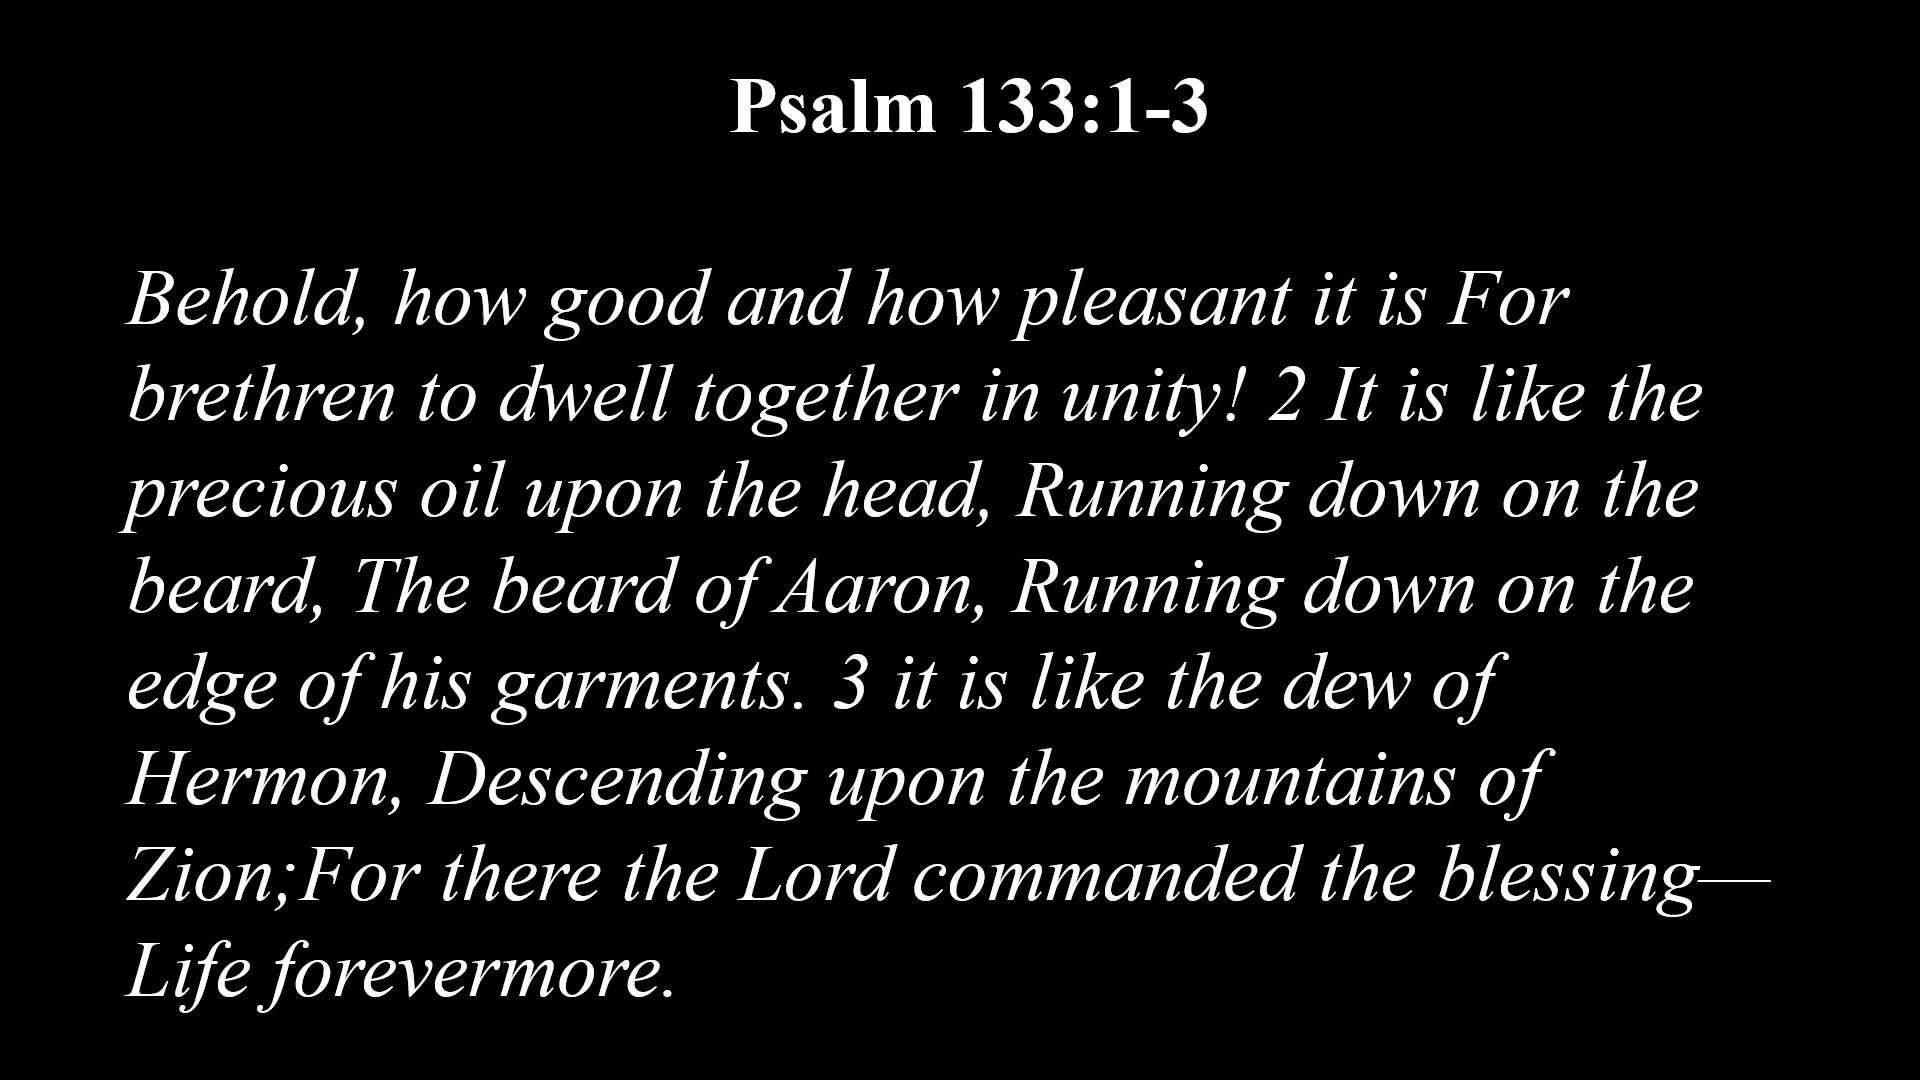 Psalm 133:1-3
Behold, how good and how pleasant it is For
brethren to dwell together in unity! 2 It is like the
precious oil upon the head, Running down on the
beard, The beard of Aaron, Running down on the
edge of his garments. 3 it is like the dew of
Hermon, Descending upon the mountains of
Zion;For there the Lord commanded the blessing—
Life forevermore.